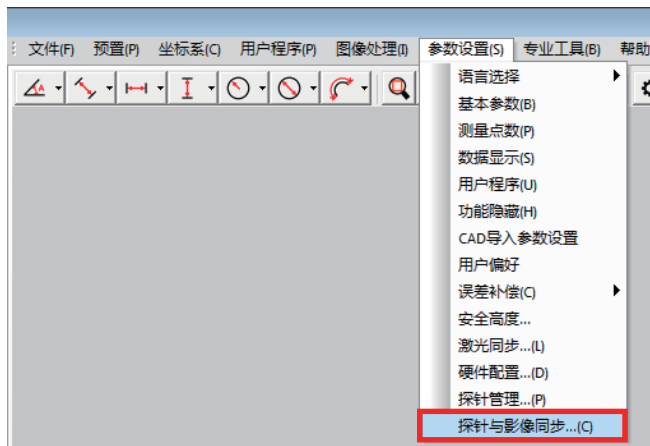 文件(F) 预置(P) 坐标系(C) 用户程序(P) 图像处理(I) 参数设置(S) 专业工具(B) 帮助
语言选择
基本参数(B)
测量点数(P)
数据显示(S)
用户程序(U)
功能隐藏(H)
CAD导入参数设置
用户偏好
误差补偿(C)
安全高度...
激光同步...(L)
硬件配置...(D)
探针管理...(P)
探针与影像同步...(C)